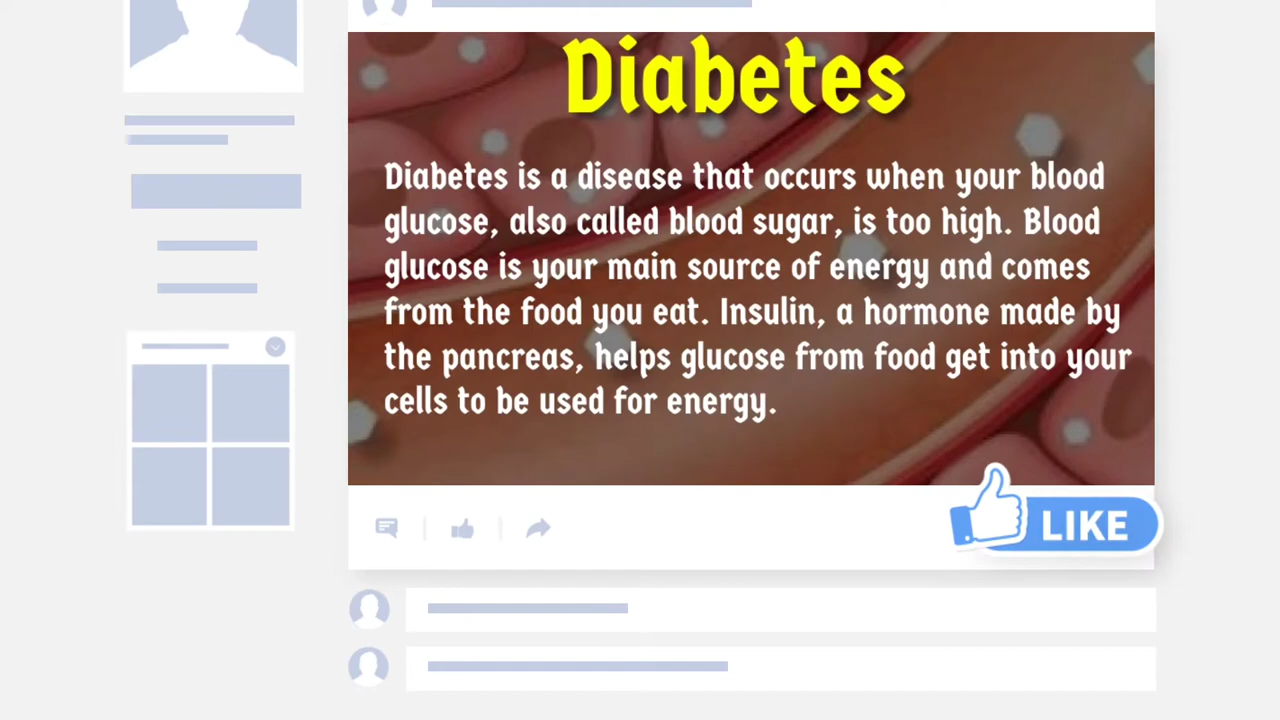 Diabetes
Diabetes is a disease that occurs when your blood
glucose, also called blood sugar, is too high. Blood
glucose is your main source of energy and comes
from the food you eat. Insulin, a hormone made by
the pancreas, helps glucose from food get into your
cells to be used for energy.
LIKE